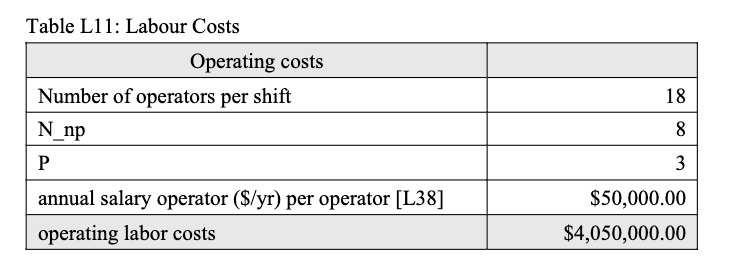 Table L11: Labour Costs
Operating costs
Number of operators per shift 18
N_np 8
P 3
annual salary operator ($/yr) per operator [L38] $50,000.00
operating labor costs $4,050,000.00